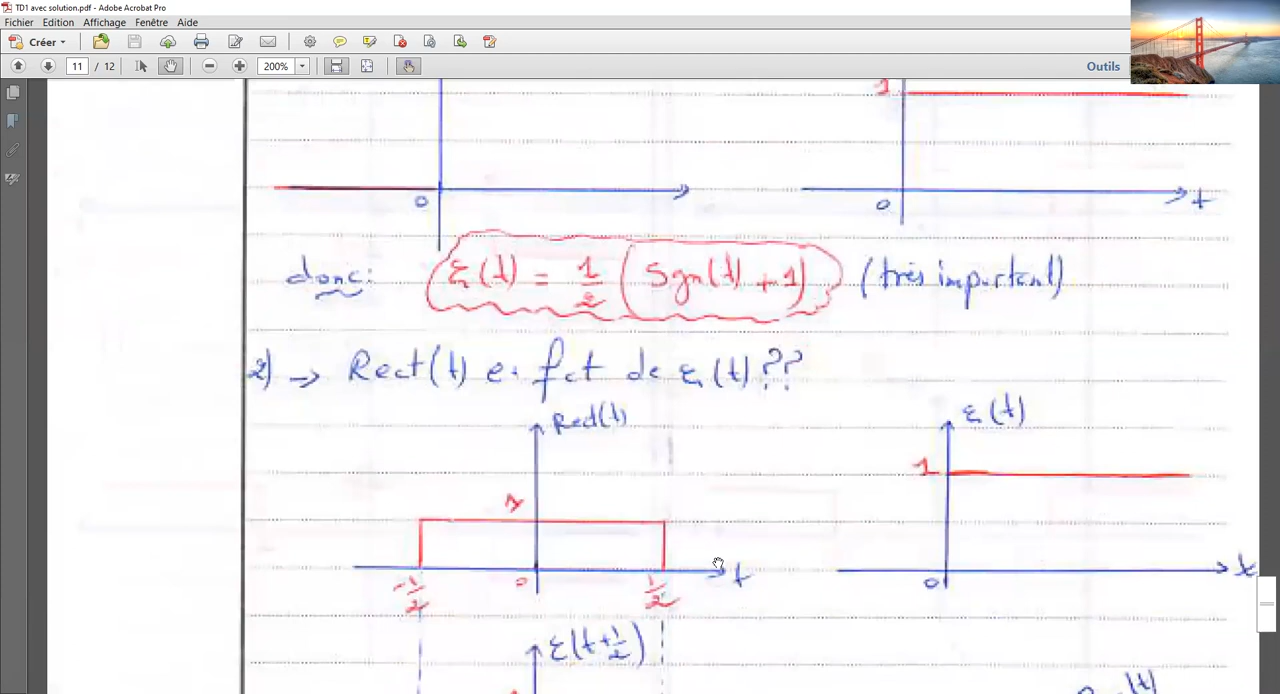 TD1 avec solution.pdf - Adobe Acrobat Pro
Fichier Edition Affichage Fenêtre Aide
Créer
11 / 12 200% Outils
1
0 0 t
donc: ξ(t) = 1/2 (Sgn(t) + 1) (très important)
2) → Rect(t) en fct de ξ(t) ??
Rect(t) ξ(t)
1 1
-1/2 0 1/2 t 0 t
ξ(t+1/2)